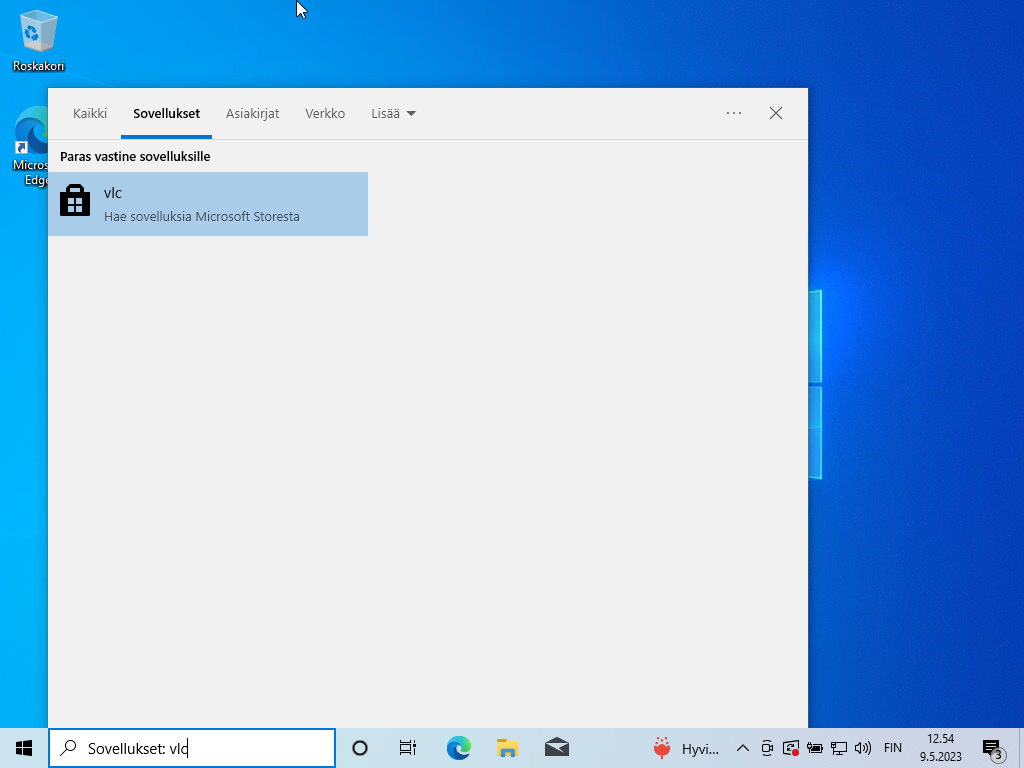 Roskakori
Micros
Edge
Kaikki
Sovellukset
Asiakirjat
Verkko
Lisää
Paras vastine sovelluksille
vlc
Hae sovelluksia Microsoft Storesta
Sovellukset: vlc
Hyvi...
FIN
12.54
9.5.2023
3